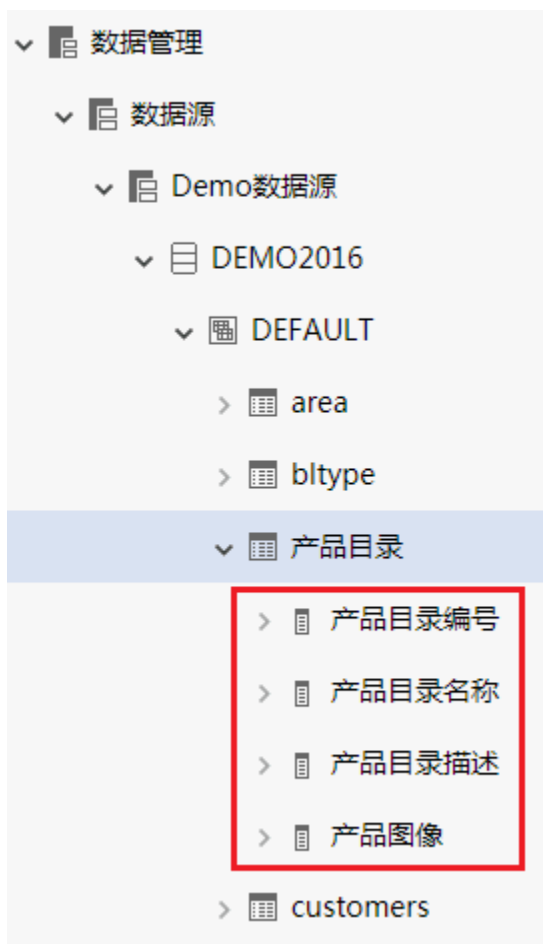 数据管理
数据源
Demo数据源
DEMO2016
DEFAULT
area
bltype
产品目录
产品目录编号
产品目录名称
产品目录描述
产品图像
customers